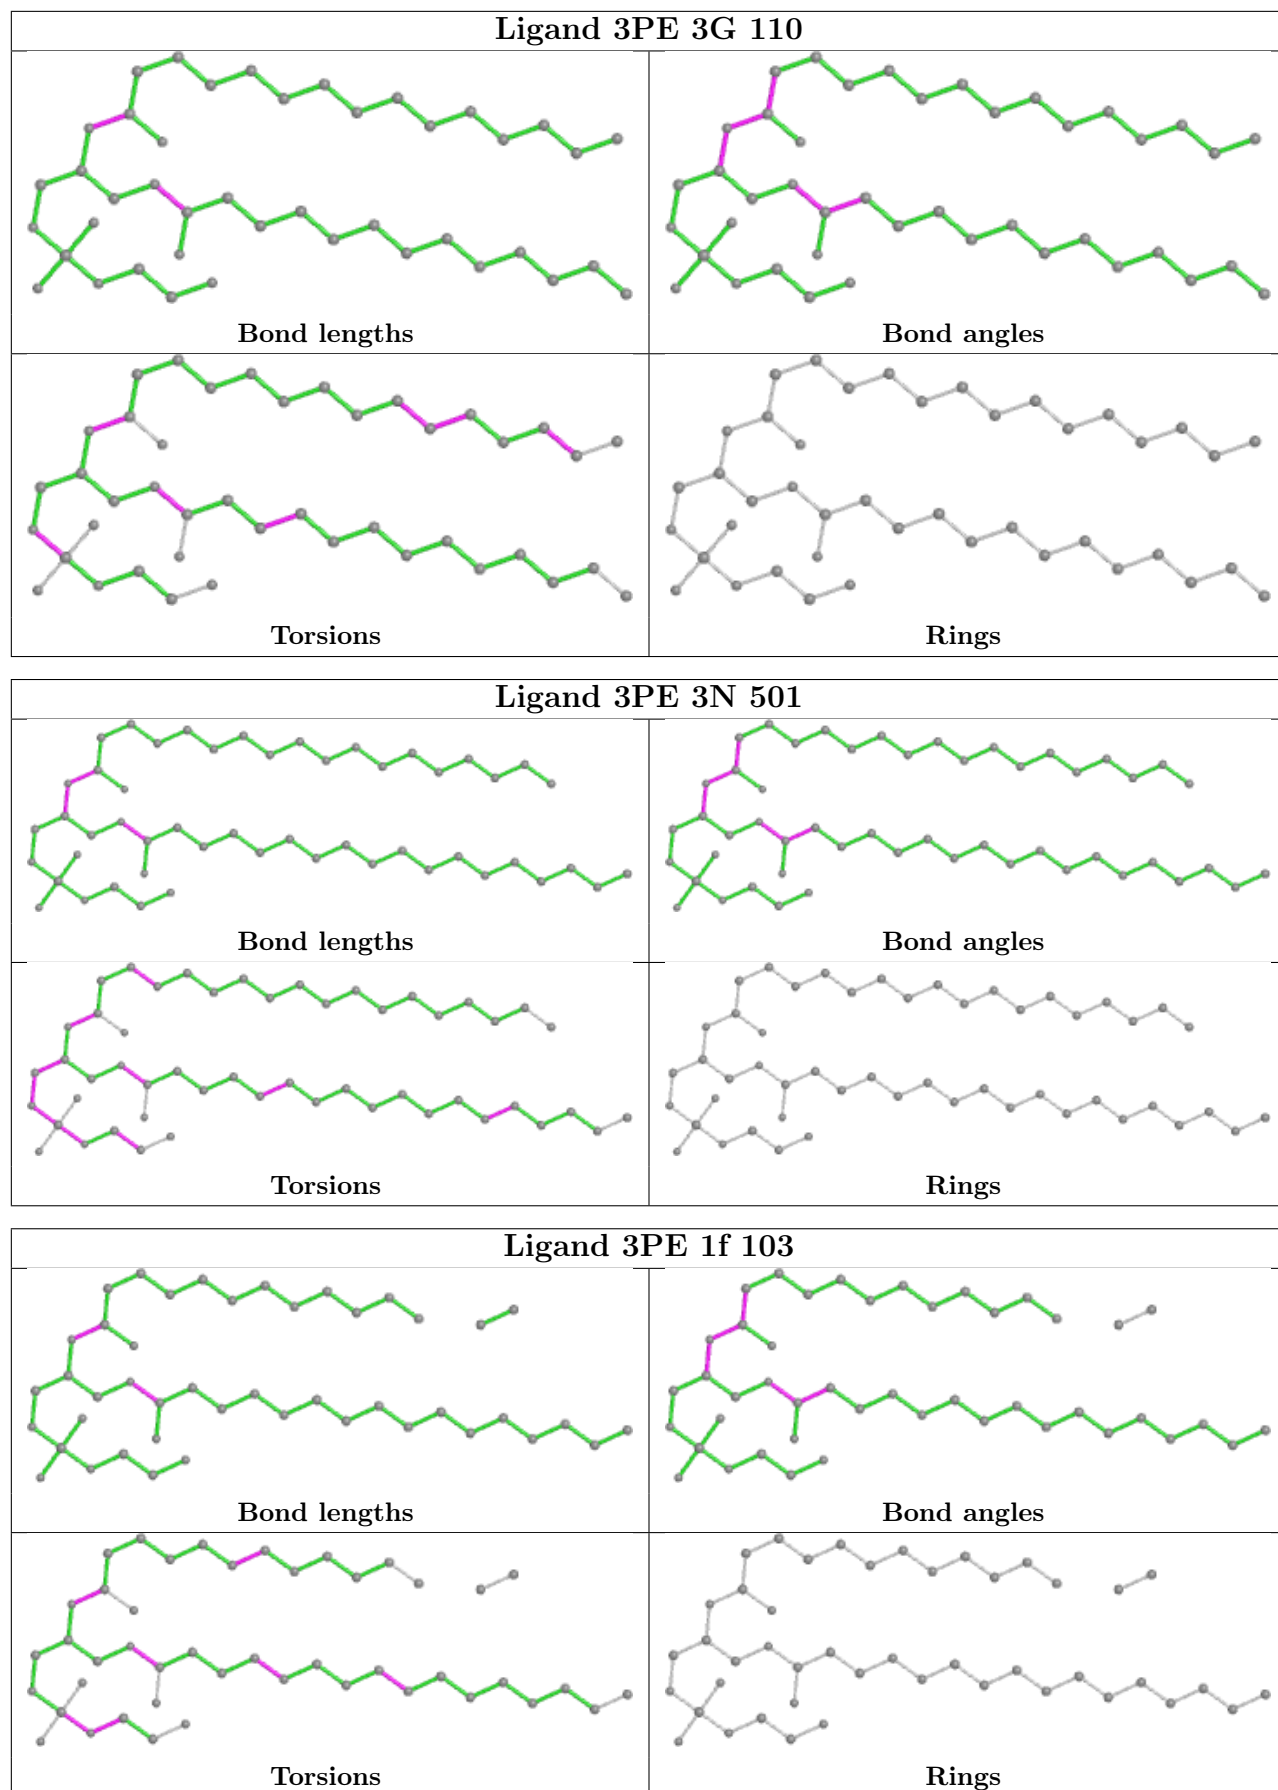 Ligand 3PE 3G 110
Bond lengths
Bond angles
Torsions
Rings
Ligand 3PE 3N 501
Bond lengths
Bond angles
Torsions
Rings
Ligand 3PE 1f 103
Bond lengths
Bond angles
Torsions
Rings